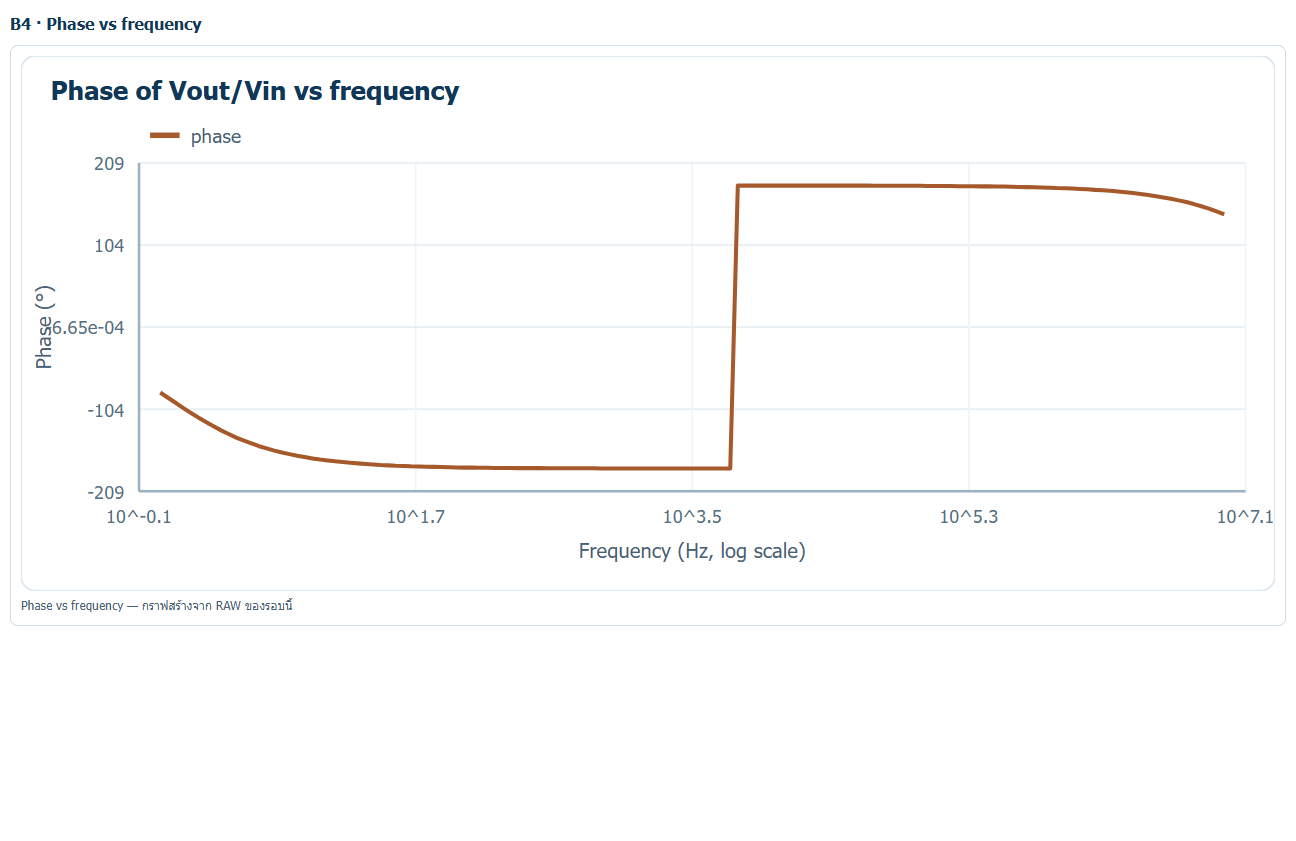 B4 · Phase vs frequency
Phase of Vout/Vin vs frequency
phase
209
104
-6.65e-04
-104
-209
Phase (°)
10^-0.1
10^1.7
10^3.5
10^5.3
10^7.1
Frequency (Hz, log scale)
Phase vs frequency — กราฟสร้างจาก RAW ของรอบนี้